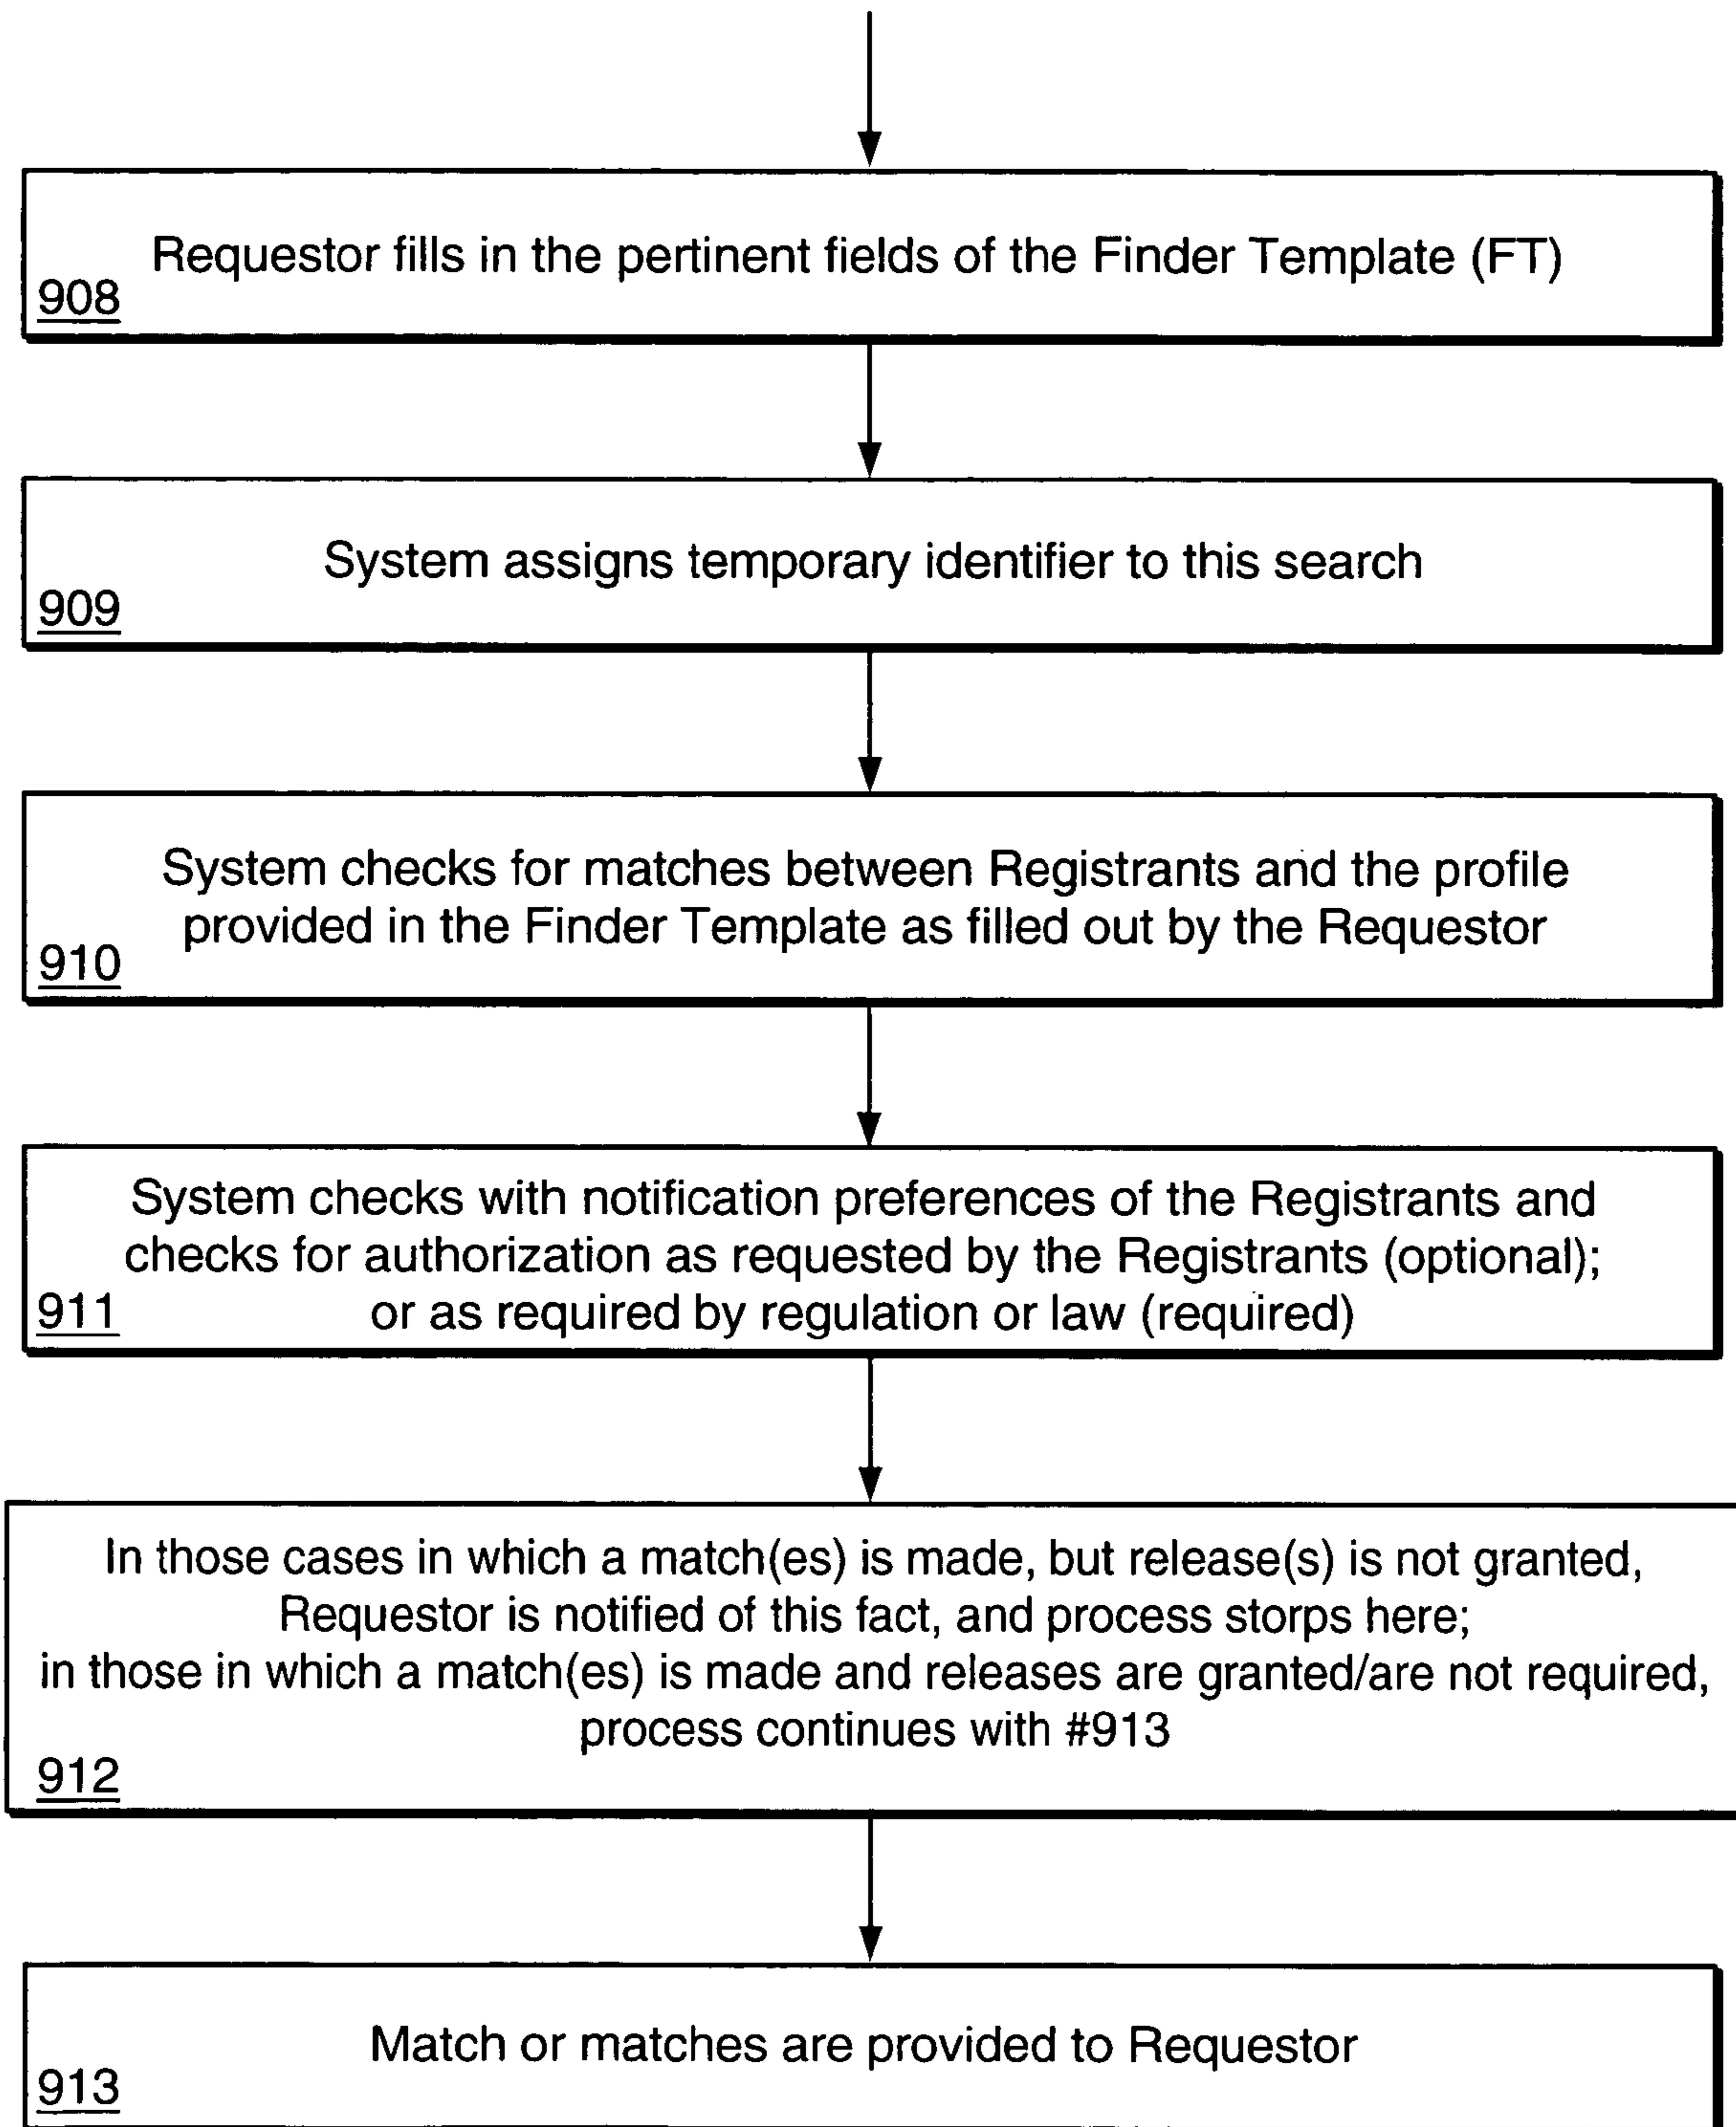 Requestor fills in the pertinent fields of the Finder Template (FT)
908
System assigns temporary identifier to this search
909
System checks for matches between Registrants and the profile
provided in the Finder Template as filled out by the Requestor
910
System checks with notification preferences of the Registrants and
checks for authorization as requested by the Registrants (optional);
or as required by regulation or law (required)
911
In those cases in which a match(es) is made, but release(s) is not granted,
Requestor is notified of this fact, and process storps here;
in those in which a match(es) is made and releases are granted/are not required,
process continues with #913
912
Match or matches are provided to Requestor
913